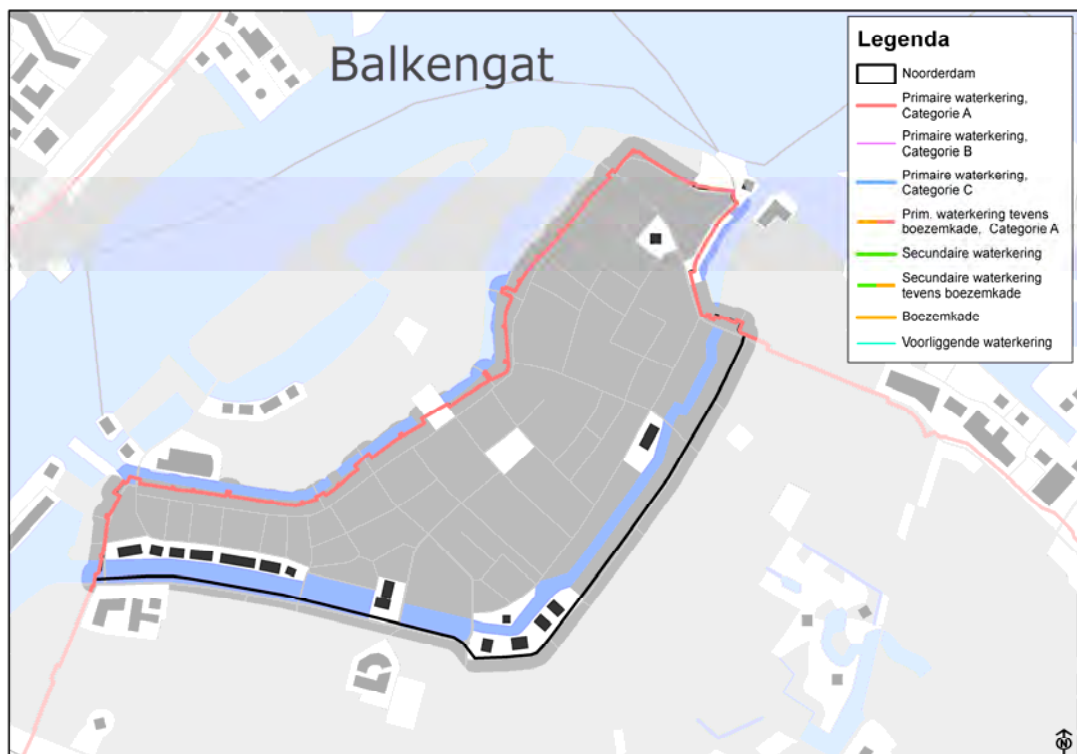 Balkengat
Legenda
Noorderdam
Primaire waterkering,
Categorie A
Primaire waterkering,
Categorie B
Primaire waterkering,
Categorie C
Prim. waterkering tevens
boezemkade, Categorie A
Secundaire waterkering
Secundaire waterkering
tevens boezemkade
Boezemkade
Voorliggende waterkering
N